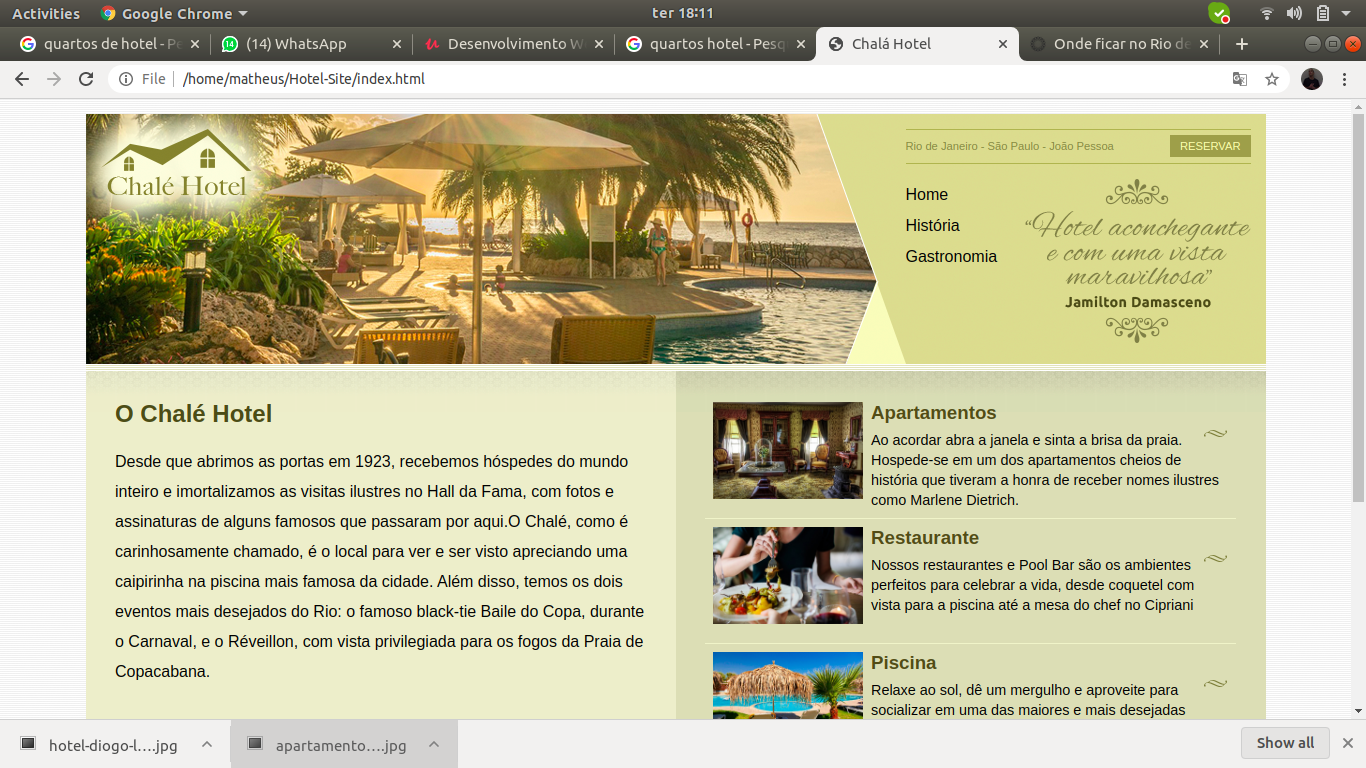 Activities
Google Chrome
ter 18:11
quartos de hotel - Pe
(14) WhatsApp
Desenvolvimento W
quartos hotel - Pesq
Chalá Hotel
Onde ficar no Rio de
File
/home/matheus/Hotel-Site/index.html
Chalé Hotel
Rio de Janeiro - São Paulo - João Pessoa
RESERVAR
Home
História
Gastronomia
“Hotel aconchegante
e com uma vista
maravilhosa”
Jamilton Damasceno
O Chalé Hotel
Desde que abrimos as portas em 1923, recebemos hóspedes do mundo
inteiro e imortalizamos as visitas ilustres no Hall da Fama, com fotos e
assinaturas de alguns famosos que passaram por aqui.O Chalé, como é
carinhosamente chamado, é o local para ver e ser visto apreciando uma
caipirinha na piscina mais famosa da cidade. Além disso, temos os dois
eventos mais desejados do Rio: o famoso black-tie Baile do Copa, durante
o Carnaval, e o Réveillon, com vista privilegiada para os fogos da Praia de
Copacabana.
Apartamentos
Ao acordar abra a janela e sinta a brisa da praia.
Hospede-se em um dos apartamentos cheios de
história que tiveram a honra de receber nomes ilustres
como Marlene Dietrich.
Restaurante
Nossos restaurantes e Pool Bar são os ambientes
perfeitos para celebrar a vida, desde coquetel com
vista para a piscina até a mesa do chef no Cipriani
Piscina
Relaxe ao sol, dê um mergulho e aproveite para
socializar em uma das maiores e mais desejadas
hotel-diogo-l....jpg
apartamento....jpg
Show all